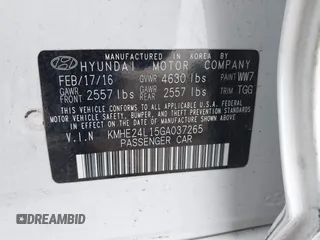 MANUFACTURED IN KOREA
HYUNDAI MOTOR COMPANY
FEB/17/16 GVWR 4630 lbs PAINT WW7
GAWR FRONT 2557 lbs GAWR REAR 2557 lbs TRIM TGG
THIS VEHICLE CONFORMS TO ALL APPLICABLE U.S.
FEDERAL MOTOR VEHICLE SAFETY, BUMPER, AND THEFT PREVENTION
STANDARDS IN EFFECT ON THE DATE OF MANUFACTURE SHOWN ABOVE.
V.I.N KMHE24L15GA037265
PASSENGER CAR
DREAMBID